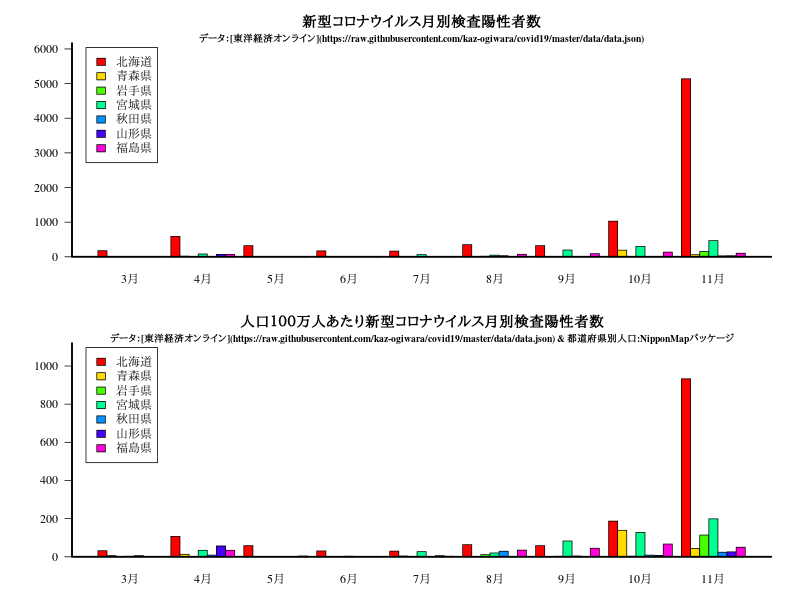 新型コロナウイルス月別検査陽性者数
データ:[東洋経済オンライン](https://raw.githubusercontent.com/kaz-ogiwara/covid19/master/data/data.json)
6000
5000
4000
3000
2000
1000
0
北海道
青森県
岩手県
宮城県
秋田県
山形県
福島県
3月 4月 5月 6月 7月 8月 9月 10月 11月
人口100万人あたり新型コロナウイルス月別検査陽性者数
データ:[東洋経済オンライン](https://raw.githubusercontent.com/kaz-ogiwara/covid19/master/data/data.json) & 都道府県別人口:NipponMapパッケージ
1000
800
600
400
200
0
北海道
青森県
岩手県
宮城県
秋田県
山形県
福島県
3月 4月 5月 6月 7月 8月 9月 10月 11月